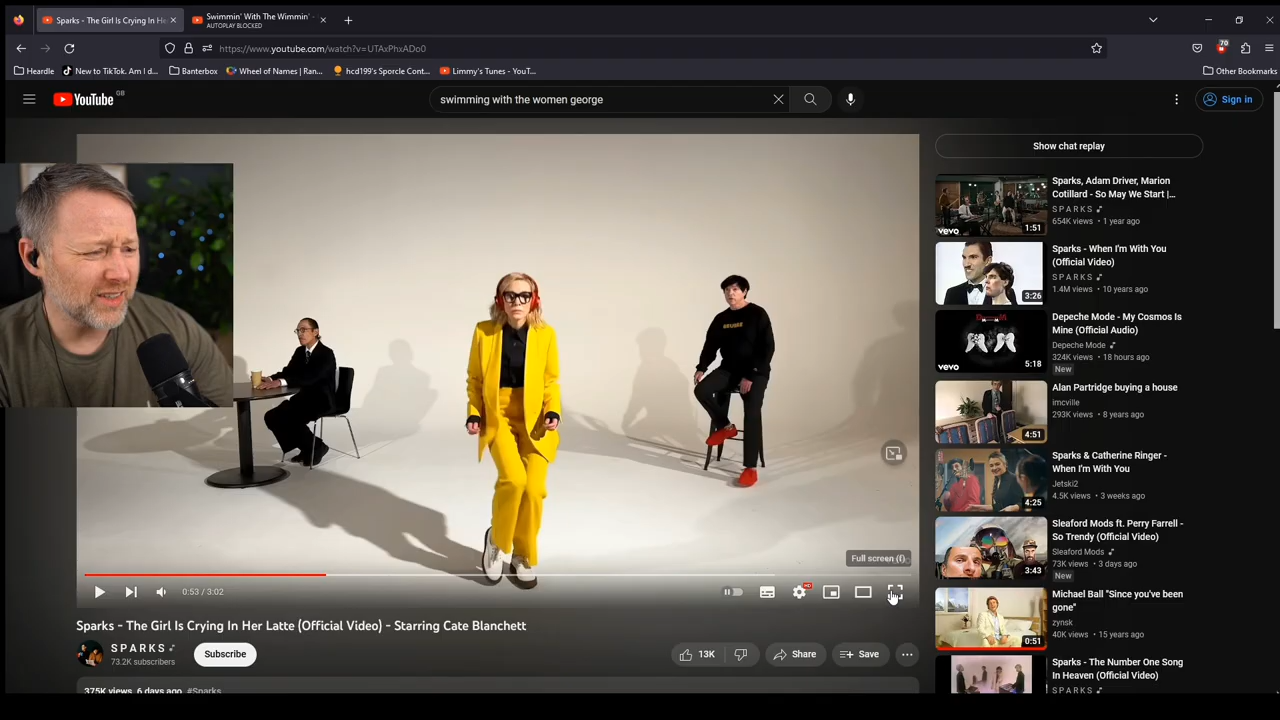 Sparks - The Girl Is Crying In He
Swimmin' With The Wimmin' -
AUTOPLAY BLOCKED
https://www.youtube.com/watch?v=UTAxPhxADo0
70
Heardle
New to TikTok. Am I d...
Banterbox
Wheel of Names | Ran...
hcd199's Sporcle Cont...
Limmy's Tunes - YouT...
Other Bookmarks
YouTube GB
swimming with the women george
Sign in
Show chat replay
Sparks, Adam Driver, Marion
Cotillard - So May We Start |...
S P A R K S
654K views • 1 year ago
vevo
1:51
Sparks - When I'm With You
(Official Video)
S P A R K S
1.4M views • 10 years ago
3:26
Depeche Mode - My Cosmos Is
Mine (Official Audio)
Depeche Mode
324K views • 18 hours ago
New
vevo
5:18
Alan Partridge buying a house
imcville
293K views • 8 years ago
4:51
Sparks & Catherine Ringer -
When I'm With You
Jetski2
4.5K views • 3 weeks ago
4:25
Sleaford Mods ft. Perry Farrell -
So Trendy (Official Video)
Sleaford Mods
73K views • 3 days ago
New
3:43
Michael Ball "Since you've been
gone"
zynsk
40K views • 15 years ago
0:51
Sparks - The Number One Song
In Heaven (Official Video)
S P A R K S
Full screen (f)
0:53 / 3:02
HD
Sparks - The Girl Is Crying In Her Latte (Official Video) - Starring Cate Blanchett
S P A R K S
73.2K subscribers
Subscribe
13K
Share
Save
375K views 6 days ago #Sparks